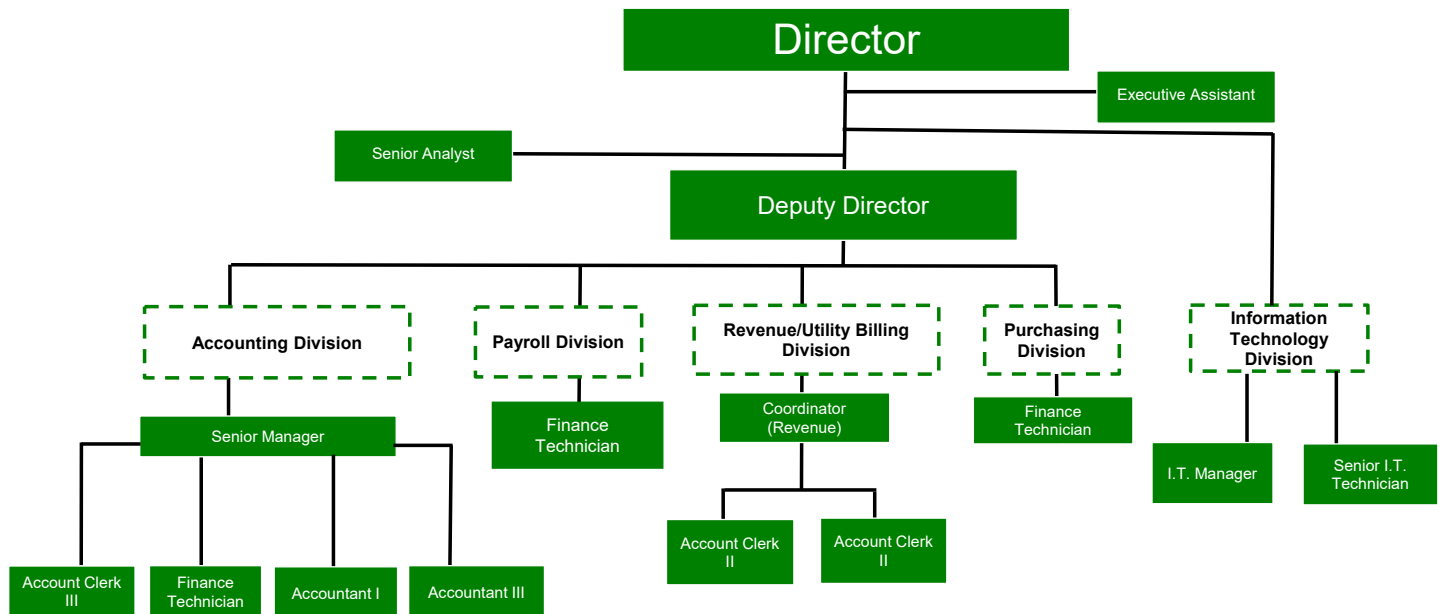 Director
Executive Assistant
Senior Analyst
Deputy Director
Accounting Division
Payroll Division
Revenue/Utility Billing
Division
Purchasing
Division
Information
Technology
Division
Senior Manager
Finance
Technician
Coordinator
(Revenue)
Finance
Technician
I.T. Manager
Senior I.T.
Technician
Account Clerk
II
Account Clerk
II
Account Clerk
III
Finance
Technician
Accountant I
Accountant III